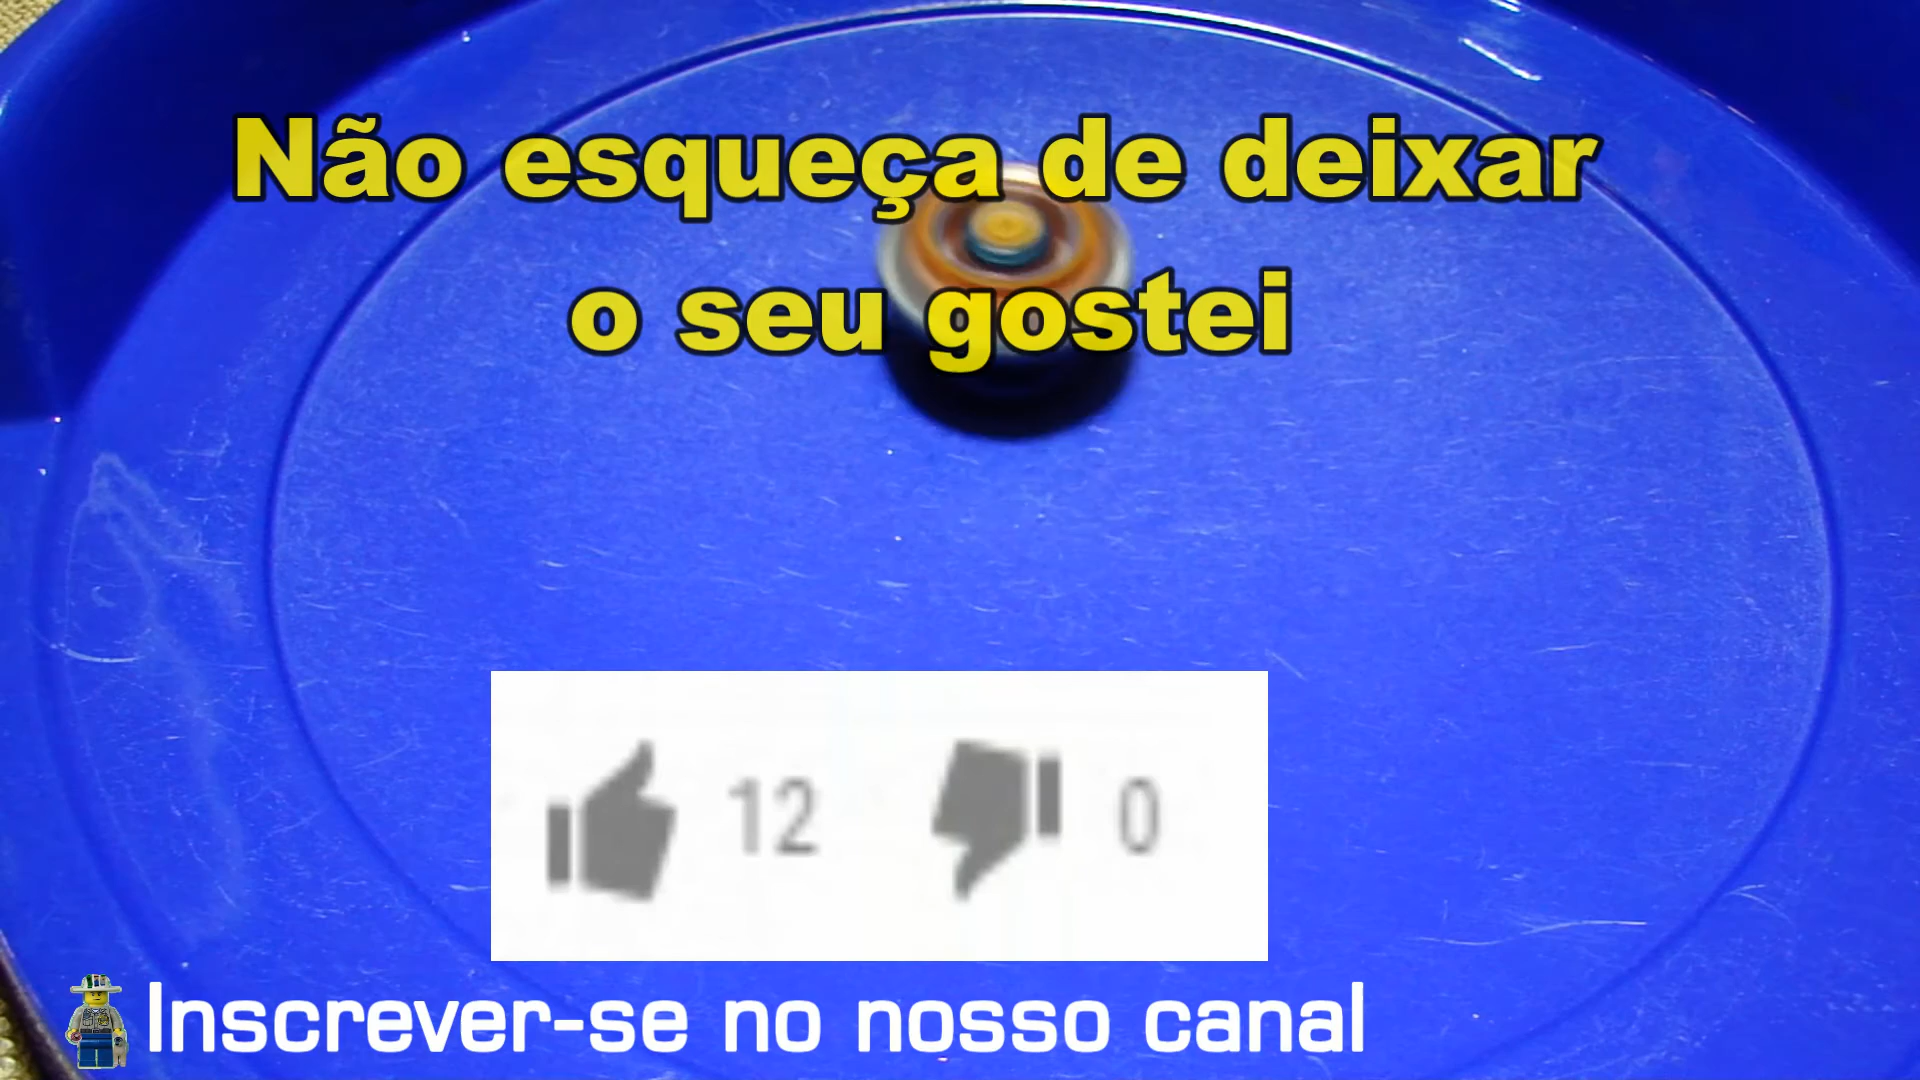 Não esqueça de deixar
o seu gostei
12 0
Inscrever-se no nosso canal